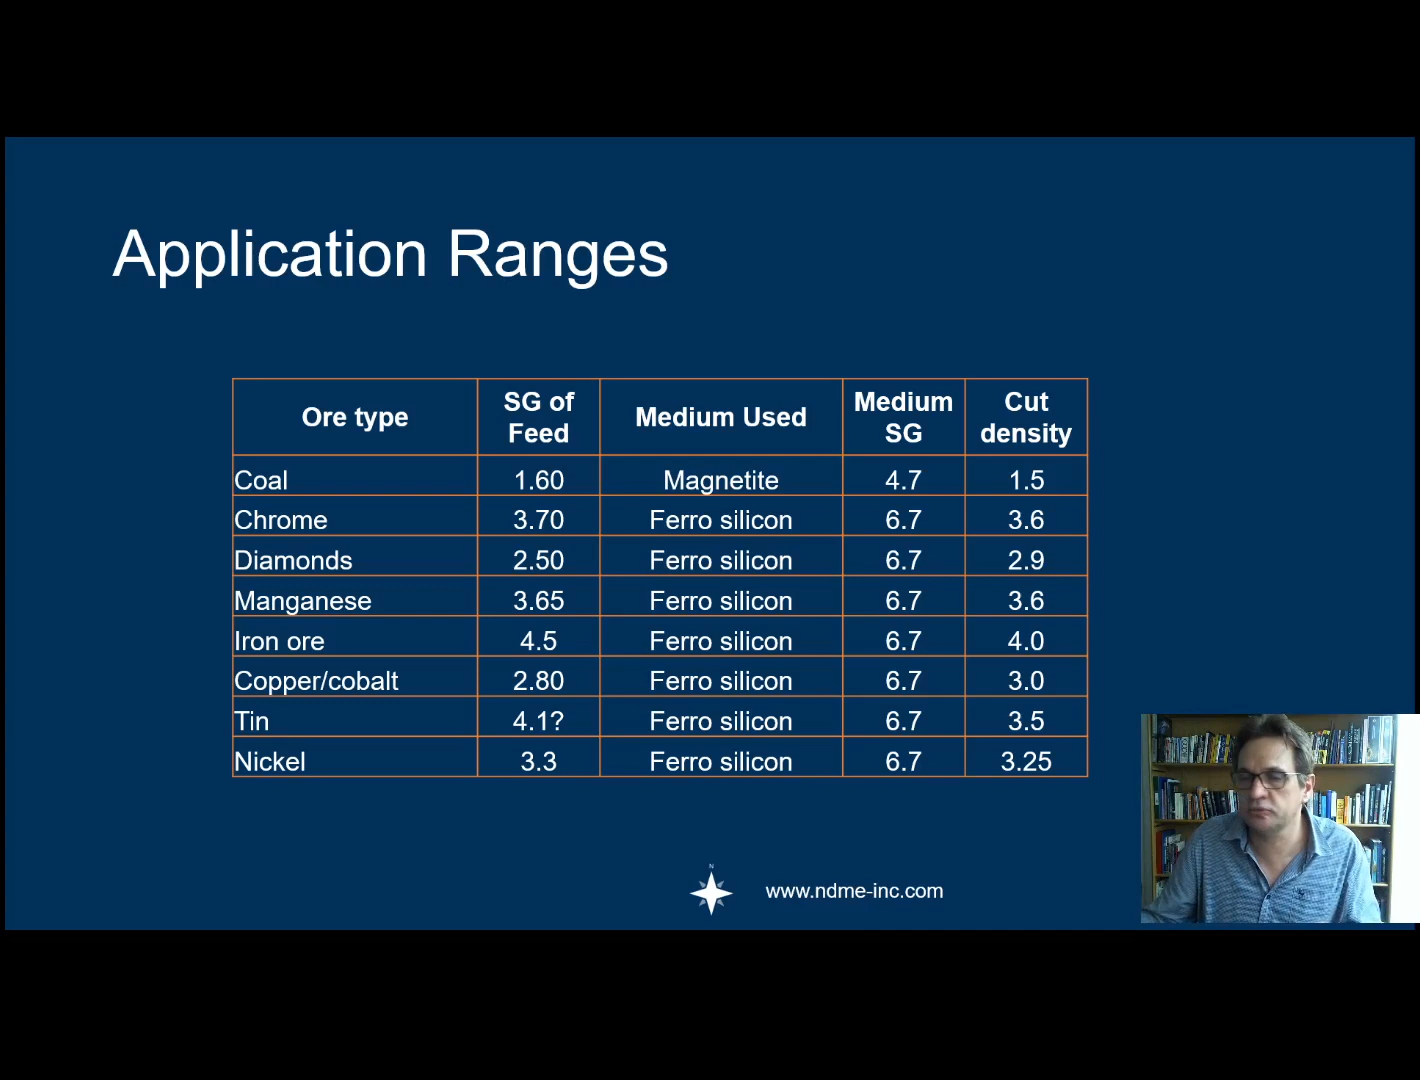 Application Ranges
Ore type SG of Feed Medium Used Medium SG Cut density
Coal 1.60 Magnetite 4.7 1.5
Chrome 3.70 Ferro silicon 6.7 3.6
Diamonds 2.50 Ferro silicon 6.7 2.9
Manganese 3.65 Ferro silicon 6.7 3.6
Iron ore 4.5 Ferro silicon 6.7 4.0
Copper/cobalt 2.80 Ferro silicon 6.7 3.0
Tin 4.1? Ferro silicon 6.7 3.5
Nickel 3.3 Ferro silicon 6.7 3.25
N
www.ndme-inc.com